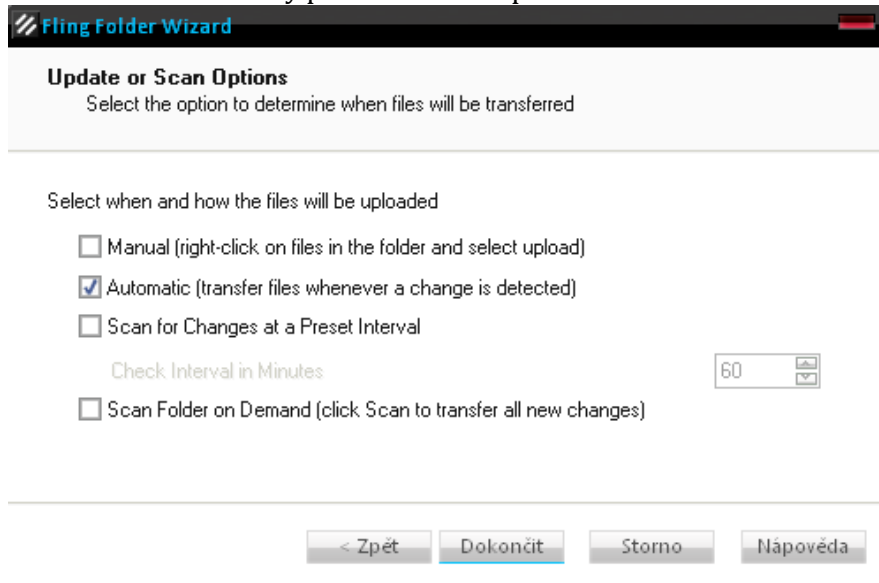 Fling Folder Wizard
Update or Scan Options
Select the option to determine when files will be transferred
Select when and how the files will be uploaded
Manual (right-click on files in the folder and select upload)
Automatic (transfer files whenever a change is detected)
Scan for Changes at a Preset Interval
Check Interval in Minutes 60
Scan Folder on Demand (click Scan to transfer all new changes)
< Zpět Dokončit Storno Nápověda